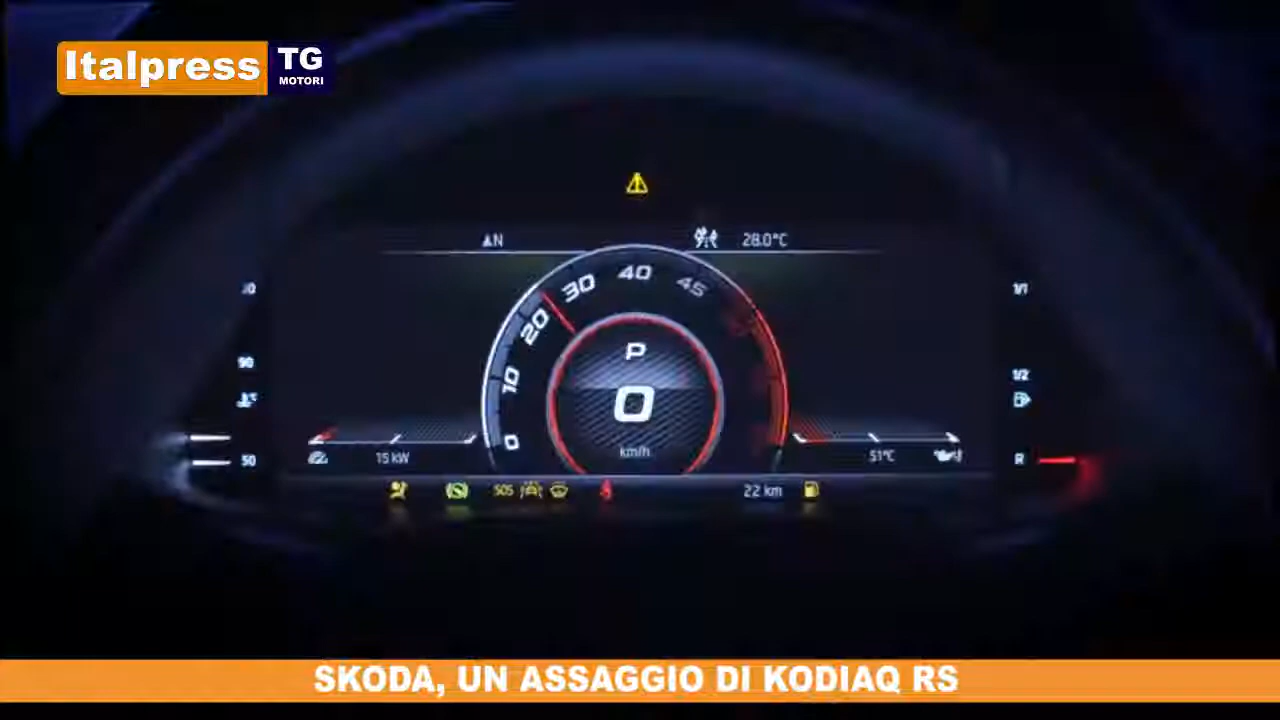 Italpress TG
MOTORI
N 28.0°C
40
30 45
20
10
0
P
0
km/h
90
50
1/1
1/2
R
15 kW
51°C
SOS
22 km
SKODA, UN ASSAGGIO DI KODIAQ RS